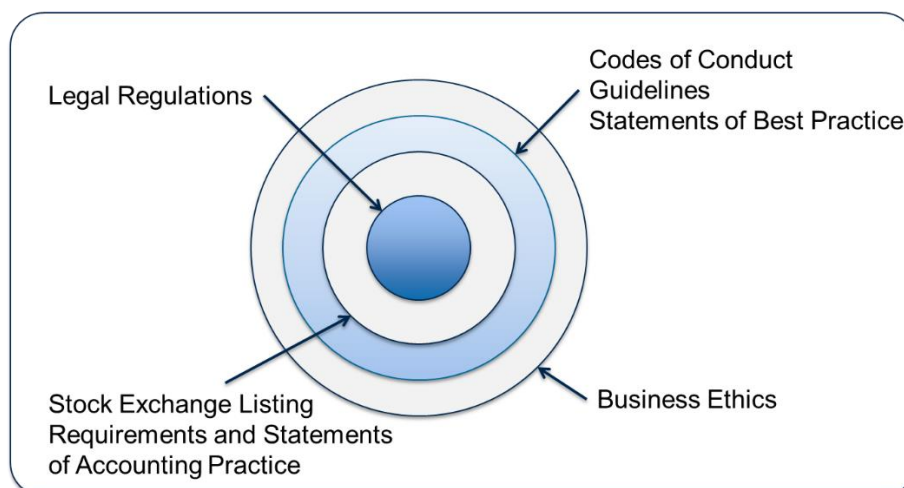 Legal Regulations
Codes of Conduct
Guidelines
Statements of Best Practice
Stock Exchange Listing
Requirements and Statements
of Accounting Practice
Business Ethics